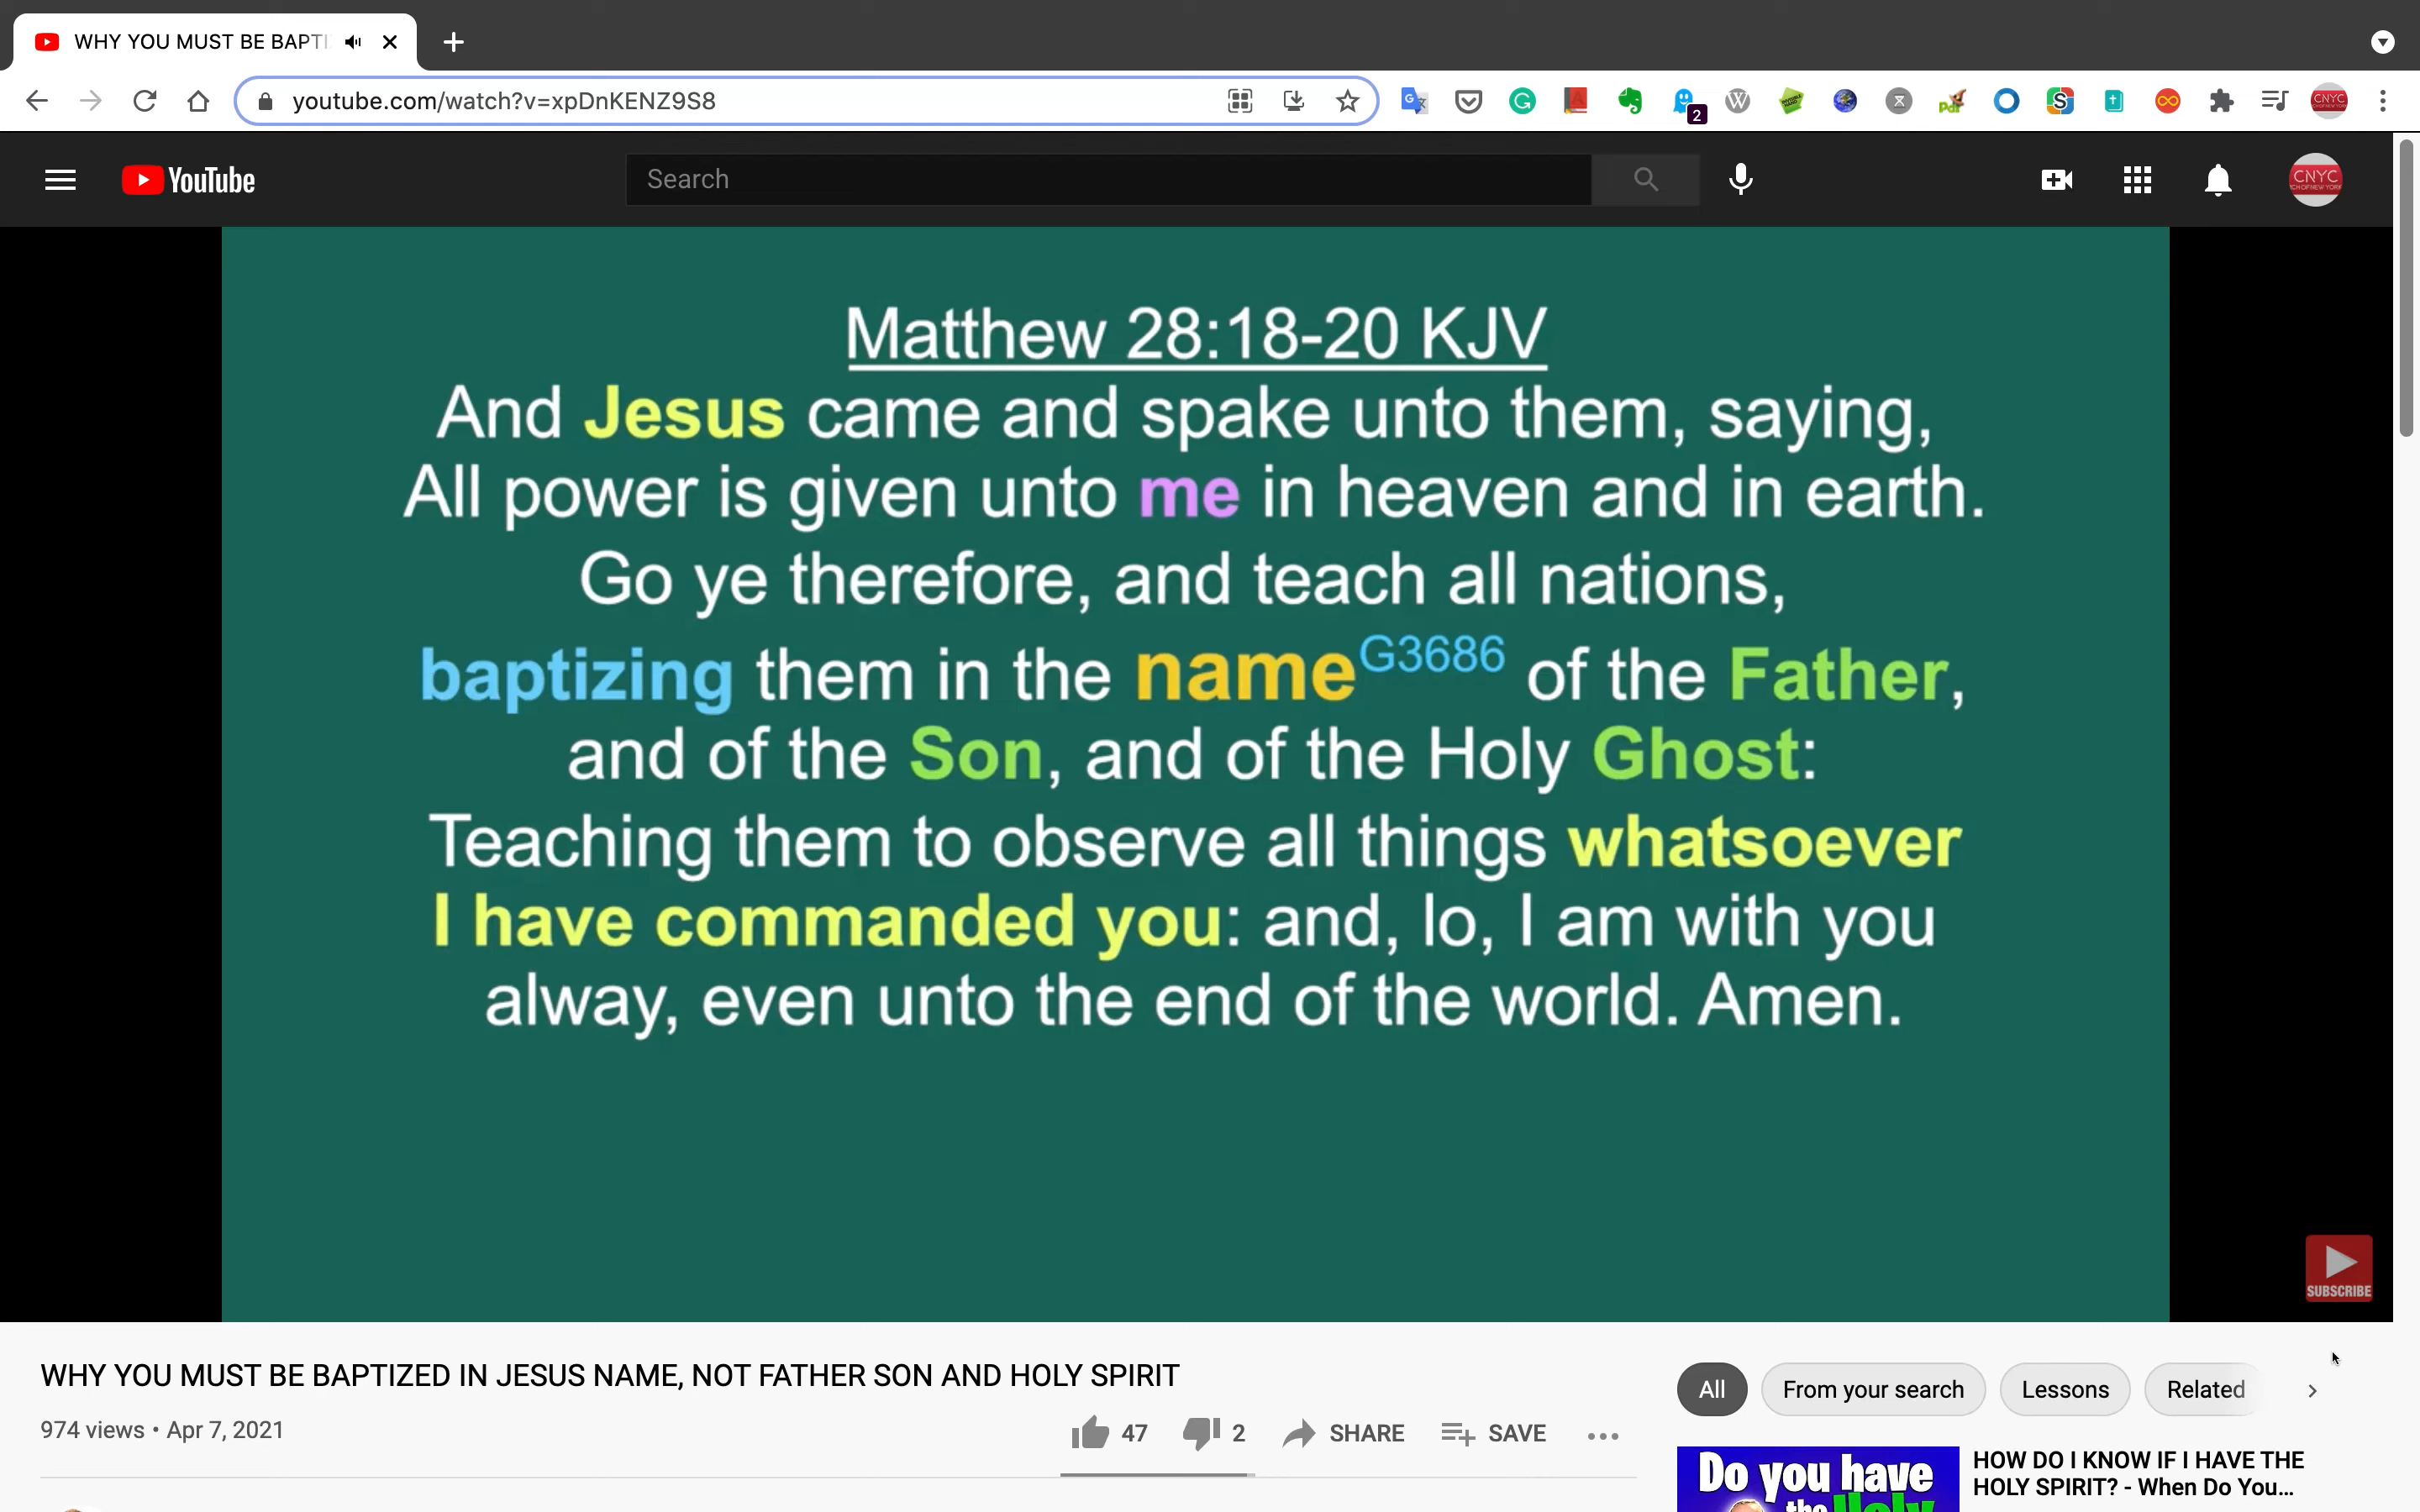 WHY YOU MUST BE BAPTI
youtube.com/watch?v=xpDnKENZ9S8
2
CNYC
YouTube
Search
CNYC
Matthew 28:18-20 KJV
And Jesus came and spake unto them, saying,
All power is given unto me in heaven and in earth.
Go ye therefore, and teach all nations,
baptizing them in the name G3686 of the Father,
and of the Son, and of the Holy Ghost:
Teaching them to observe all things whatsoever
I have commanded you: and, lo, I am with you
alway, even unto the end of the world. Amen.
SUBSCRIBE
WHY YOU MUST BE BAPTIZED IN JESUS NAME, NOT FATHER SON AND HOLY SPIRIT
974 views • Apr 7, 2021
47 2 SHARE SAVE
All From your search Lessons Related
Do you have
the Holy
HOW DO I KNOW IF I HAVE THE
HOLY SPIRIT? - When Do You...